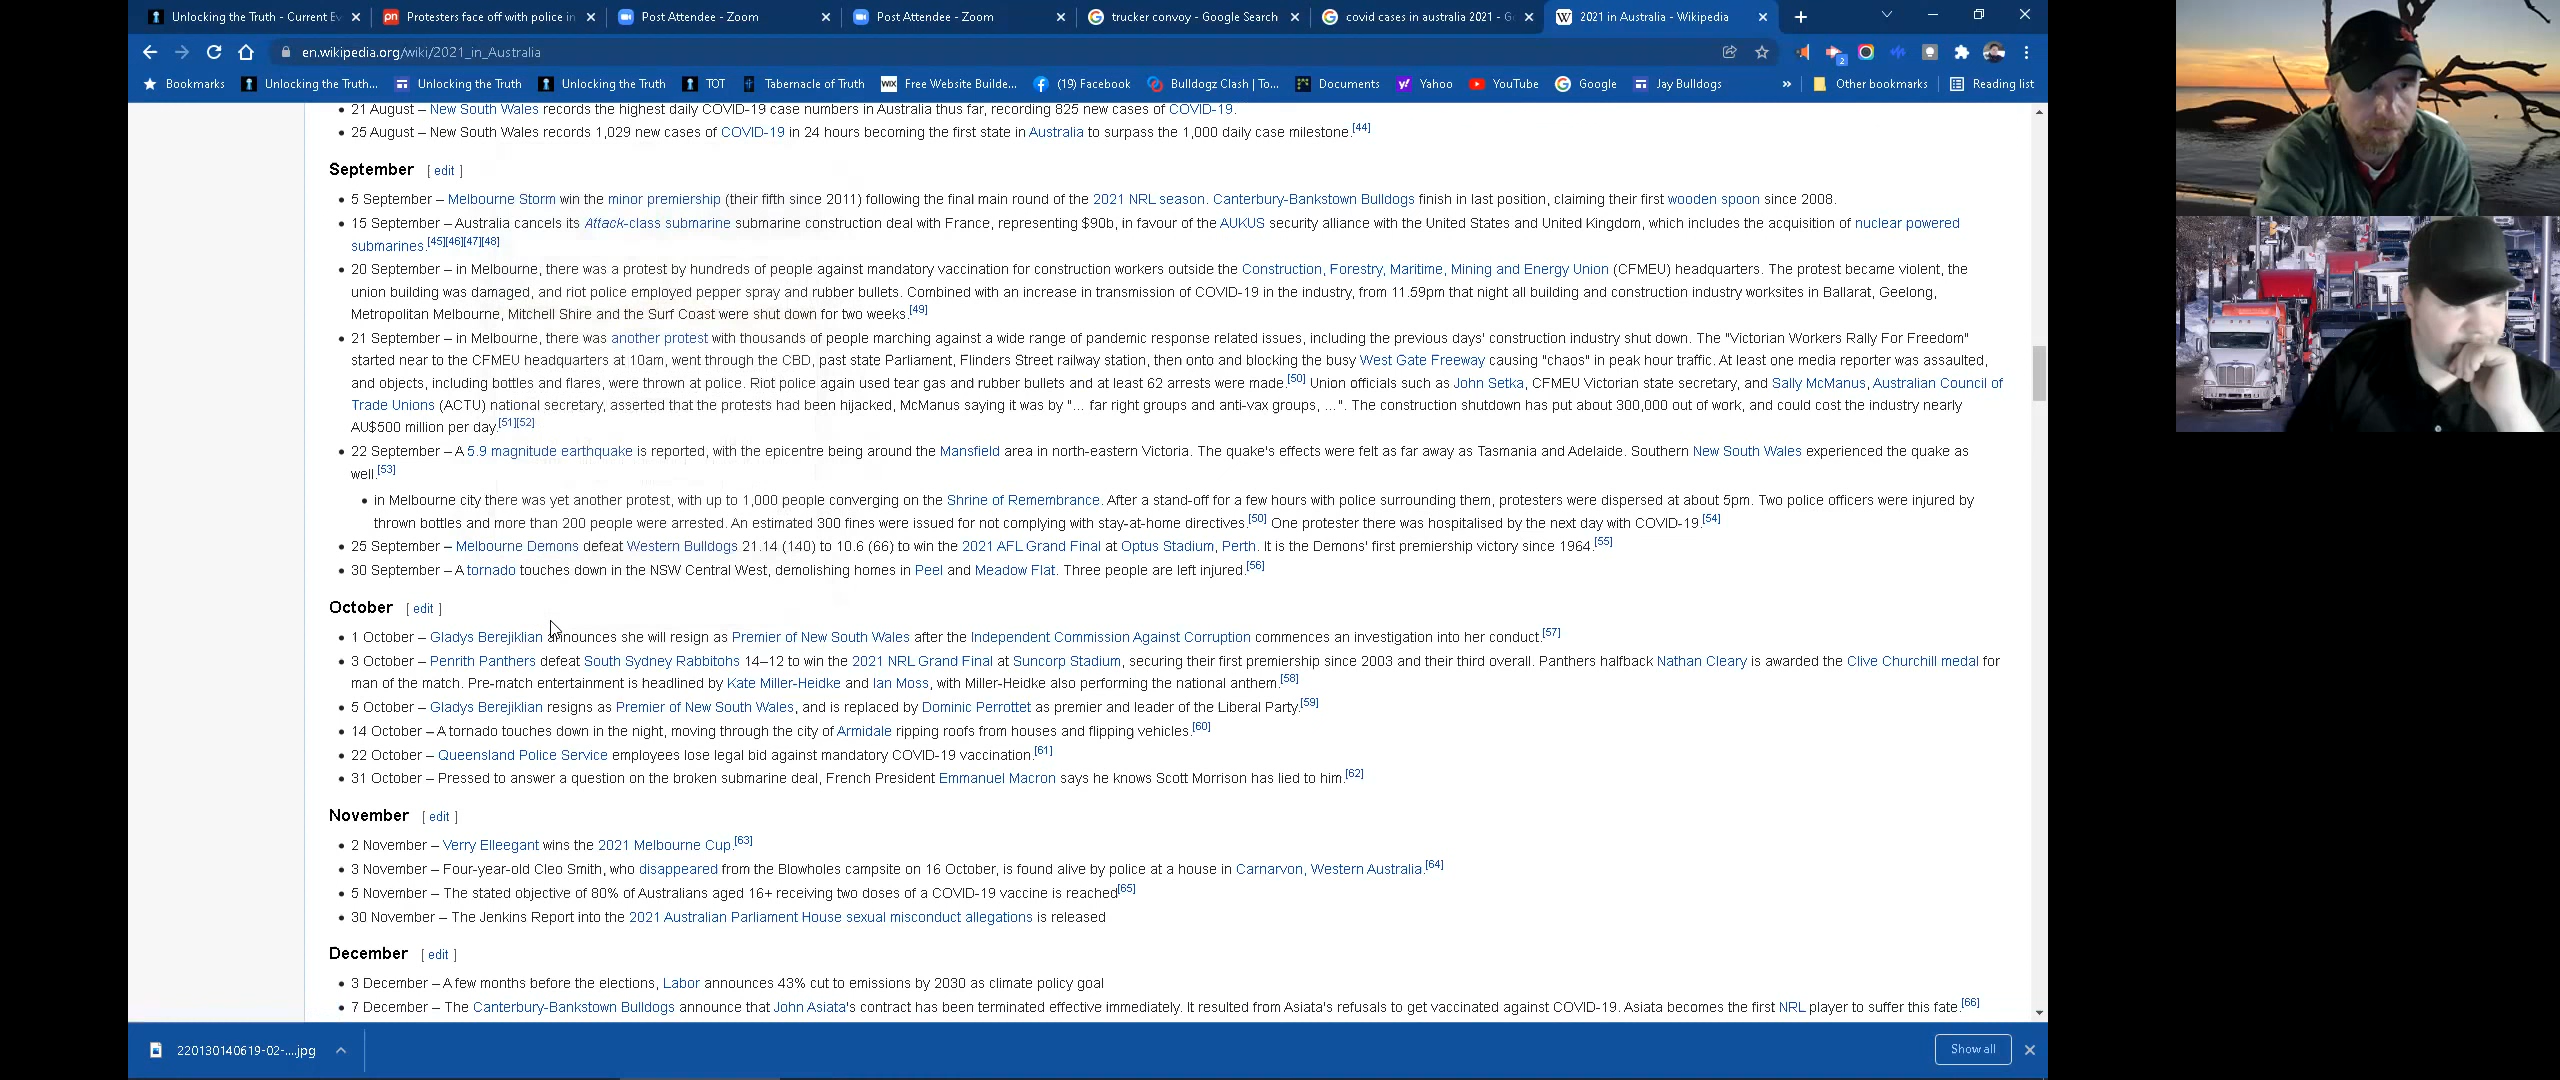 Unlocking the Truth - Current Ev
Protesters face off with police in
Post Attendee - Zoom
Post Attendee - Zoom
trucker convoy - Google Search
covid cases in australia 2021 - G
2021 in Australia - Wikipedia
en.wikipedia.org/wiki/2021_in_Australia
Bookmarks
Unlocking the Truth...
Unlocking the Truth
Unlocking the Truth
TOT
Tabernacle of Truth
WIX Free Website Builde...
(19) Facebook
Bulldogz Clash | To...
Documents
Yahoo
YouTube
Google
Jay Bulldogs
»
Other bookmarks
Reading list
• 21 August – New South Wales records the highest daily COVID-19 case numbers in Australia thus far, recording 825 new cases of COVID-19.
• 25 August – New South Wales records 1,029 new cases of COVID-19 in 24 hours becoming the first state in Australia to surpass the 1,000 daily case milestone.[44]
September [ edit ]
• 5 September – Melbourne Storm win the minor premiership (their fifth since 2011) following the final main round of the 2021 NRL season. Canterbury-Bankstown Bulldogs finish in last position, claiming their first wooden spoon since 2008.
• 15 September – Australia cancels its Attack-class submarine submarine construction deal with France, representing $90b, in favour of the AUKUS security alliance with the United States and United Kingdom, which includes the acquisition of nuclear powered
submarines.[45][46][47][48]
• 20 September – in Melbourne, there was a protest by hundreds of people against mandatory vaccination for construction workers outside the Construction, Forestry, Maritime, Mining and Energy Union (CFMEU) headquarters. The protest became violent, the
union building was damaged, and riot police employed pepper spray and rubber bullets. Combined with an increase in transmission of COVID-19 in the industry, from 11.59pm that night all building and construction industry worksites in Ballarat, Geelong,
Metropolitan Melbourne, Mitchell Shire and the Surf Coast were shut down for two weeks.[49]
• 21 September – in Melbourne, there was another protest with thousands of people marching against a wide range of pandemic response related issues, including the previous days' construction industry shut down. The "Victorian Workers Rally For Freedom"
started near to the CFMEU headquarters at 10am, went through the CBD, past state Parliament, Flinders Street railway station, then onto and blocking the busy West Gate Freeway causing "chaos" in peak hour traffic. At least one media reporter was assaulted,
and objects, including bottles and flares, were thrown at police. Riot police again used tear gas and rubber bullets and at least 62 arrests were made.[50] Union officials such as John Setka, CFMEU Victorian state secretary, and Sally McManus, Australian Council of
Trade Unions (ACTU) national secretary, asserted that the protests had been hijacked, McManus saying it was by "... far right groups and anti-vax groups, ...". The construction shutdown has put about 300,000 out of work, and could cost the industry nearly
AU$500 million per day.[51][52]
• 22 September – A 5.9 magnitude earthquake is reported, with the epicentre being around the Mansfield area in north-eastern Victoria. The quake's effects were felt as far away as Tasmania and Adelaide. Southern New South Wales experienced the quake as
well.[53]
• in Melbourne city there was yet another protest, with up to 1,000 people converging on the Shrine of Remembrance. After a stand-off for a few hours with police surrounding them, protesters were dispersed at about 5pm. Two police officers were injured by
thrown bottles and more than 200 people were arrested. An estimated 300 fines were issued for not complying with stay-at-home directives.[50] One protester there was hospitalised by the next day with COVID-19.[54]
• 25 September – Melbourne Demons defeat Western Bulldogs 21.14 (140) to 10.6 (66) to win the 2021 AFL Grand Final at Optus Stadium, Perth. It is the Demons' first premiership victory since 1964.[55]
• 30 September – A tornado touches down in the NSW Central West, demolishing homes in Peel and Meadow Flat. Three people are left injured.[56]
October [ edit ]
• 1 October – Gladys Berejiklian announces she will resign as Premier of New South Wales after the Independent Commission Against Corruption commences an investigation into her conduct.[57]
• 3 October – Penrith Panthers defeat South Sydney Rabbitohs 14–12 to win the 2021 NRL Grand Final at Suncorp Stadium, securing their first premiership since 2003 and their third overall. Panthers halfback Nathan Cleary is awarded the Clive Churchill medal for
man of the match. Pre-match entertainment is headlined by Kate Miller-Heidke and Ian Moss, with Miller-Heidke also performing the national anthem.[58]
• 5 October – Gladys Berejiklian resigns as Premier of New South Wales, and is replaced by Dominic Perrottet as premier and leader of the Liberal Party.[59]
• 14 October – A tornado touches down in the night, moving through the city of Armidale ripping roofs from houses and flipping vehicles.[60]
• 22 October – Queensland Police Service employees lose legal bid against mandatory COVID-19 vaccination.[61]
• 31 October – Pressed to answer a question on the broken submarine deal, French President Emmanuel Macron says he knows Scott Morrison has lied to him.[62]
November [ edit ]
• 2 November – Verry Elleegant wins the 2021 Melbourne Cup.[63]
• 3 November – Four-year-old Cleo Smith, who disappeared from the Blowholes campsite on 16 October, is found alive by police at a house in Carnarvon, Western Australia.[64]
• 5 November – The stated objective of 80% of Australians aged 16+ receiving two doses of a COVID-19 vaccine is reached[65]
• 30 November – The Jenkins Report into the 2021 Australian Parliament House sexual misconduct allegations is released
December [ edit ]
• 3 December – A few months before the elections, Labor announces 43% cut to emissions by 2030 as climate policy goal
• 7 December – The Canterbury-Bankstown Bulldogs announce that John Asiata's contract has been terminated effective immediately. It resulted from Asiata's refusals to get vaccinated against COVID-19. Asiata becomes the first NRL player to suffer this fate.[66]
220130140619-02-....jpg
Show all